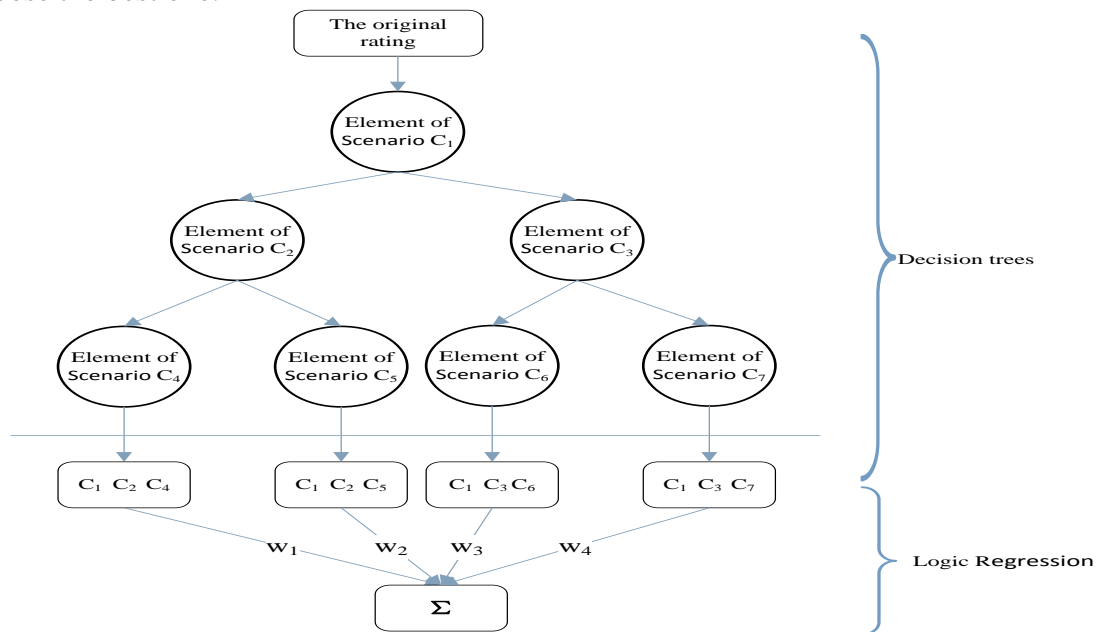 The original
rating
Element of
Scenario C₁
Element of
Scenario C₂
Element of
Scenario C₃
Decision trees
Element of
Scenario C₄
Element of
Scenario C₅
Element of
Scenario C₆
Element of
Scenario C₇
C₁ C₂ C₄
C₁ C₂ C₅
C₁ C₃ C₆
C₁ C₃ C₇
w₁
w₂
w₃
w₄
Logic Regression
Σ